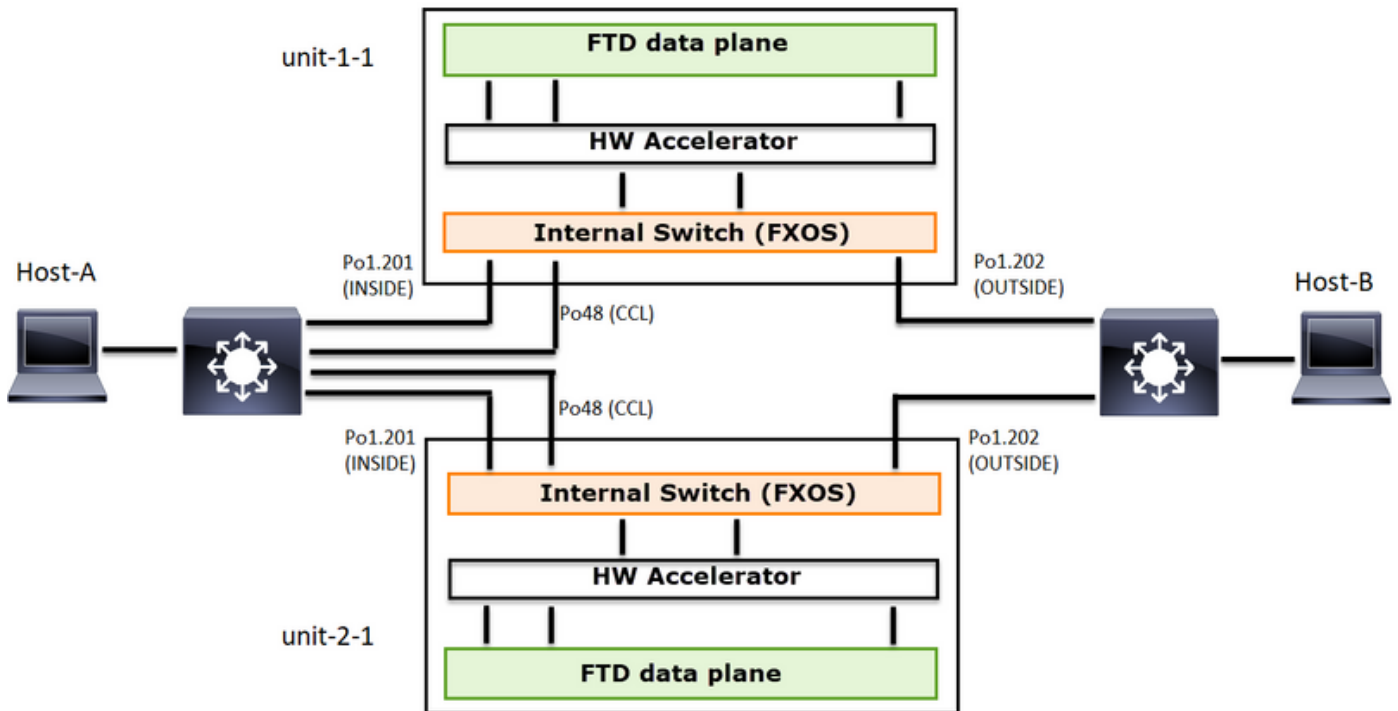 unit-1-1
FTD data plane
HW Accelerator
Internal Switch (FXOS)
Po1.201
(INSIDE)
Po48 (CCL)
Po1.202
(OUTSIDE)
Host-A
Host-B
Po48 (CCL)
Po1.201
(INSIDE)
Po1.202
(OUTSIDE)
Internal Switch (FXOS)
HW Accelerator
unit-2-1
FTD data plane